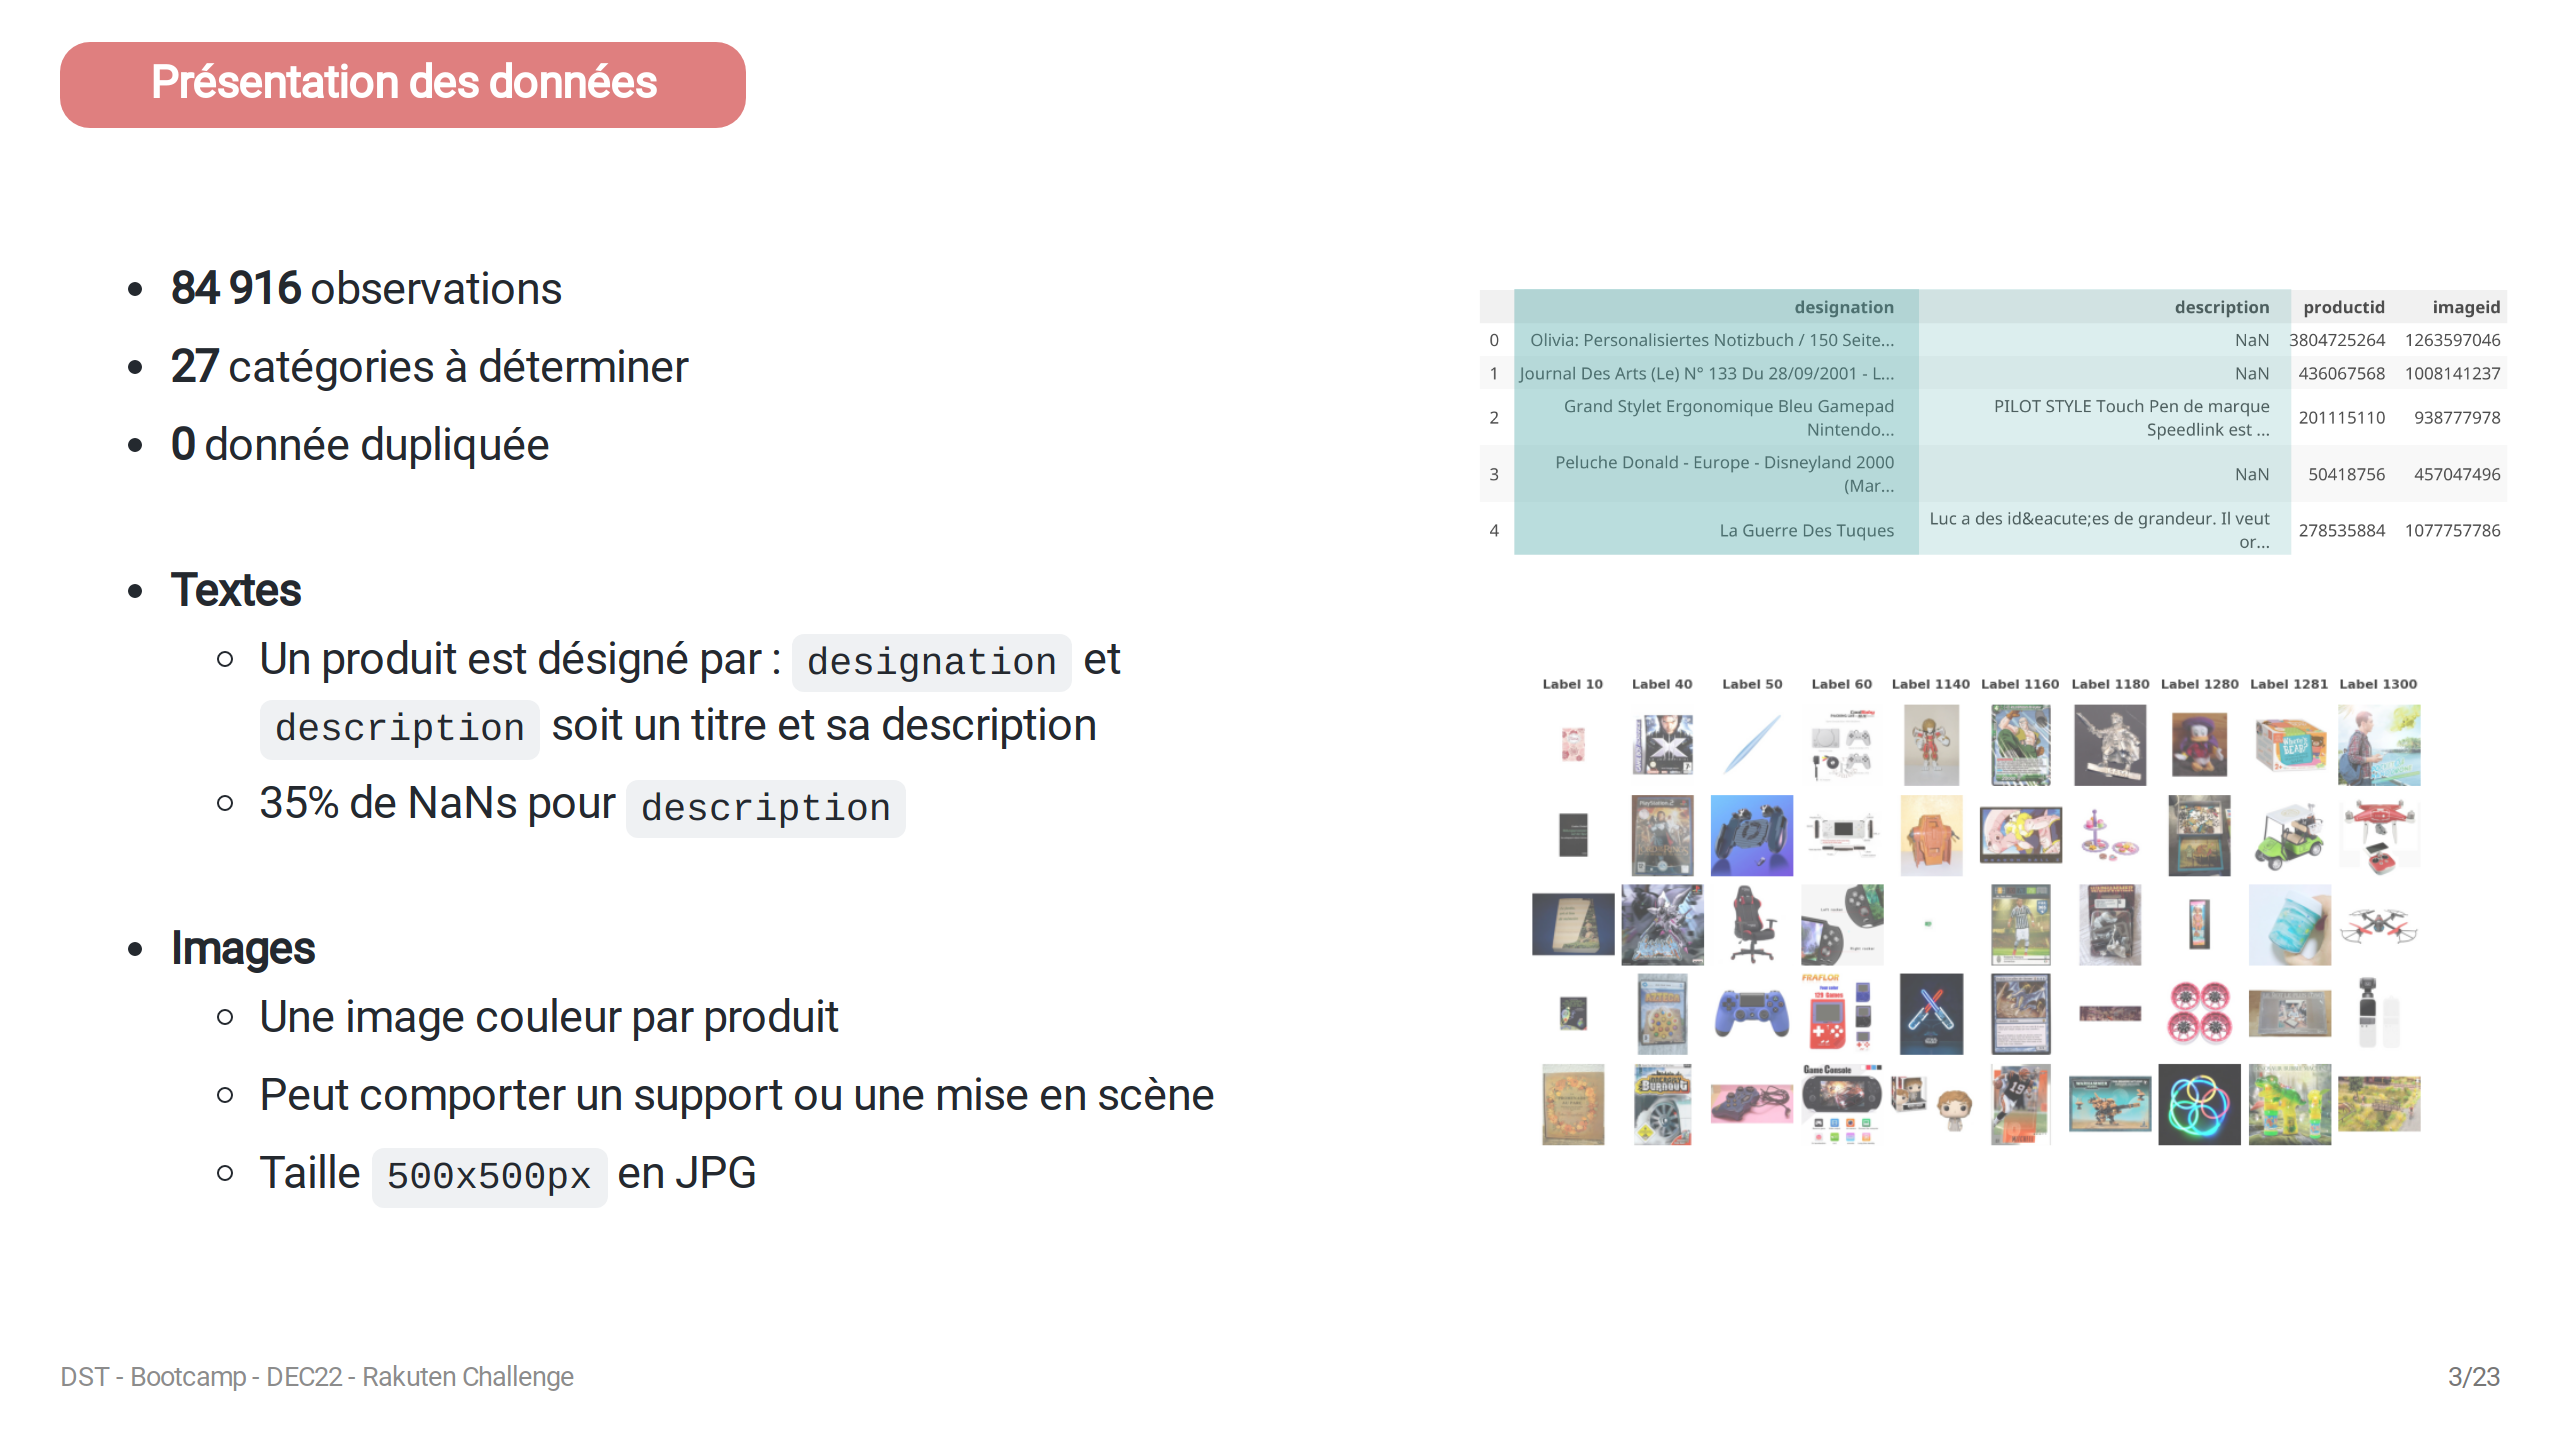 Présentation des données
84 916 observations
27 catégories à déterminer
0 donnée dupliquée
Textes
Un produit est désigné par : designation et
description soit un titre et sa description
35% de NaNs pour description
Images
Une image couleur par produit
Peut comporter un support ou une mise en scène
Taille 500x500px en JPG
designation description productid imageid
0 Olivia: Personalisiertes Notizbuch / 150 Seite... NaN 3804725264 1263597046
1 Journal Des Arts (Le) N° 133 Du 28/09/2001 - L... NaN 436067568 1008141237
2 Grand Stylet Ergonomique Bleu Gamepad Nintendo... PILOT STYLE Touch Pen de marque Speedlink est ... 201115110 938777978
3 Peluche Donald - Europe - Disneyland 2000 (Mar... NaN 50418756 457047496
4 La Guerre Des Tuques Luc a des id&eacute;es de grandeur. Il veut or... 278535884 1077757786
Label 10 Label 40 Label 50 Label 60 Label 1140 Label 1160 Label 1180 Label 1280 Label 1281 Label 1300
FRAFLOR
Game Console
DST - Bootcamp - DEC22 - Rakuten Challenge
3/23